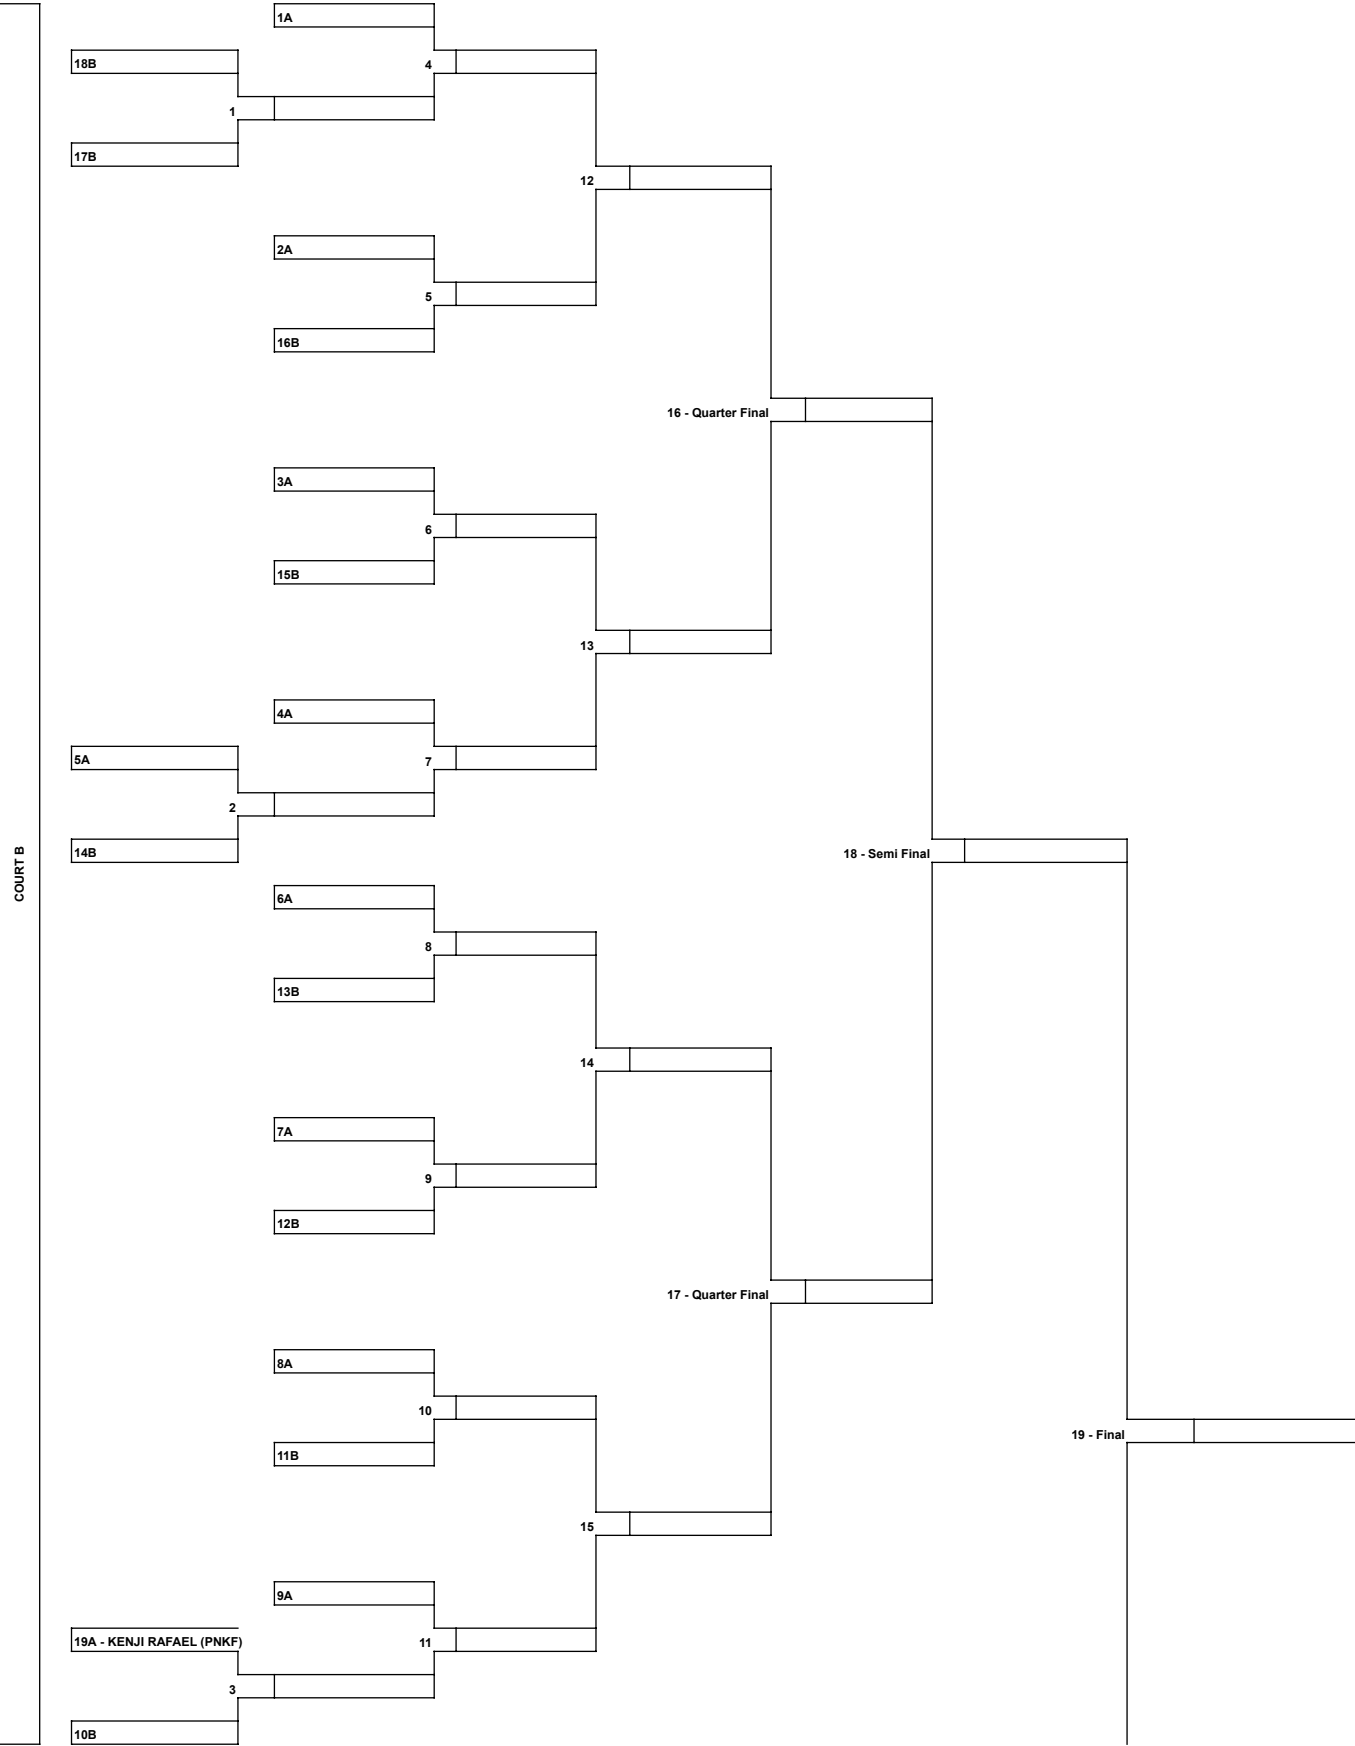 1A
18B
4
1
17B
12
2A
5
16B
16 - Quarter Final
3A
6
15B
13
4A
5A
7
2
COURT B
14B
18 - Semi Final
6A
8
13B
14
7A
9
12B
17 - Quarter Final
8A
10
19 - Final
11B
15
9A
19A - KENJI RAFAEL (PNKF)
11
3
10B